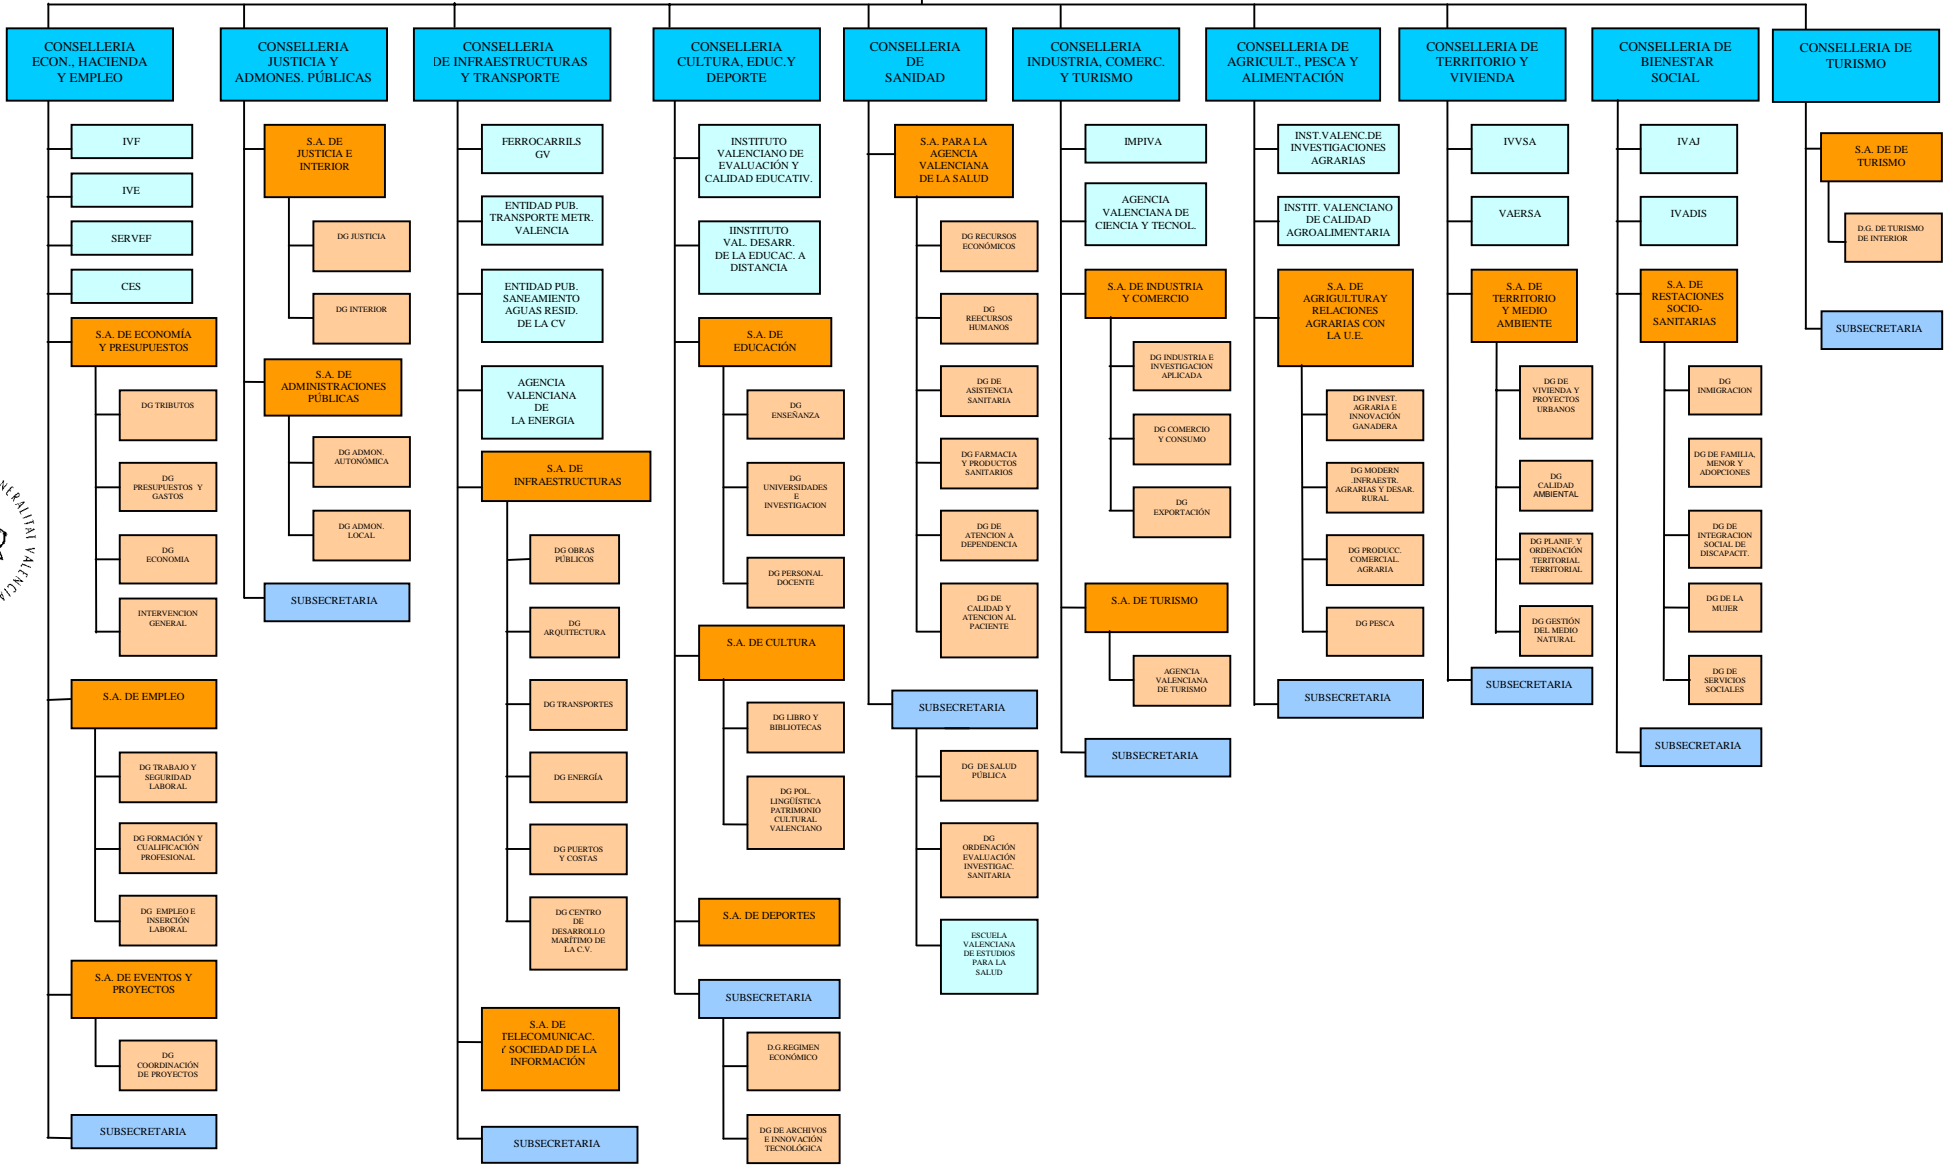 CONSELLERIA
ECON., HACIENDA
Y EMPLEO
IVF
IVE
SERVEF
CES
S.A. DE ECONOMÍA
Y PRESUPUESTOS
DG TRIBUTOS
DG
PRESUPUESTOS Y
GASTOS
DG
ECONOMIA
INTERVENCION
GENERAL
S.A. DE EMPLEO
DG TRABAJO Y
SEGURIDAD
LABORAL
DG FORMACIÓN Y
CUALIFICACIÓN
PROFESIONAL
DG EMPLEO E
INSERCIÓN
LABORAL
S.A. DE EVENTOS Y
PROYECTOS
DG
COORDINACIÓN
DE PROYECTOS
SUBSECRETARIA
CONSELLERIA
JUSTICIA Y
ADMONES. PÚBLICAS
S.A. DE
JUSTICIA E
INTERIOR
DG JUSTICIA
DG INTERIOR
S.A. DE
ADMINISTRACIONES
PÚBLICAS
DG ADMON.
AUTONÓMICA
DG ADMON.
LOCAL
SUBSECRETARIA
CONSELLERIA
DE INFRAESTRUCTURAS
Y TRANSPORTE
FERROCARRILS
GV
ENTIDAD PUB.
TRANSPORTE METR.
VALENCIA
ENTIDAD PUB.
SANEAMIENTO
AGUAS RESID.
DE LA CV
AGENCIA
VALENCIANA
DE
LA ENERGIA
S.A. DE
INFRAESTRUCTURAS
DG OBRAS
PÚBLICOS
DG
ARQUITECTURA
DG TRANSPORTES
DG ENERGÍA
DG PUERTOS
Y COSTAS
DG CENTRO
DE
DESARROLLO
MARÍTIMO DE
LA C.V.
S.A. DE
TELECOMUNICAC.
Y SOCIEDAD DE LA
INFORMACIÓN
SUBSECRETARIA
CONSELLERIA
CULTURA, EDUC.Y
DEPORTE
INSTITUTO
VALENCIANO DE
EVALUACIÓN Y
CALIDAD EDUCATIV.
IINSTITUTO
VAL. DESARR.
DE LA EDUCAC. A
DISTANCIA
S.A. DE
EDUCACIÓN
DG
ENSEÑANZA
DG
UNIVERSIDADES
E
INVESTIGACION
DG PERSONAL
DOCENTE
S.A. DE CULTURA
DG LIBRO Y
BIBLIOTECAS
DG POL.
LINGÜÍSTICA
PATRIMONIO
CULTURAL
VALENCIANO
S.A. DE DEPORTES
SUBSECRETARIA
D.G.REGIMEN
ECONÓMICO
DG DE ARCHIVOS
E INNOVACIÓN
TECNOLÓGICA
CONSELLERIA
DE
SANIDAD
S.A. PARA LA
AGENCIA
VALENCIANA
DE LA SALUD
DG RECURSOS
ECONÓMICOS
DG
REECURSOS
HUMANOS
DG DE
ASISTENCIA
SANITARIA
DG FARMACIA
Y PRODUCTOS
SANITARIOS
DG DE
ATENCION A
DEPENDENCIA
DG DE
CALIDAD Y
ATENCION AL
PACIENTE
SUBSECRETARIA
DG DE SALUD
PÚBLICA
DG
ORDENACIÓN
EVALUACIÓN
INVESTIGAC.
SANITARIA
ESCUELA
VALENCIANA
DE ESTUDIOS
PARA LA
SALUD
CONSELLERIA
INDUSTRIA, COMERC.
Y TURISMO
IMPIVA
AGENCIA
VALENCIANA DE
CIENCIA Y TECNOL.
S.A. DE INDUSTRIA
Y COMERCIO
DG INDUSTRIA E
INVESTIGACION
APLICADA
DG COMERCIO
Y CONSUMO
DG
EXPORTACIÓN
S.A. DE TURISMO
AGENCIA
VALENCIANA
DE TURISMO
SUBSECRETARIA
CONSELLERIA DE
AGRICULT., PESCA Y
ALIMENTACIÓN
INST.VALENC.DE
INVESTIGACIONES
AGRARIAS
INSTIT. VALENCIANO
DE CALIDAD
AGROALIMENTARIA
S.A. DE
AGRIGULTURAY
RELACIONES
AGRARIAS CON
LA U.E.
DG INVEST.
AGRARIA E
INNOVACIÓN
GANADERA
DG MODERN
.INFRAESTR.
AGRARIAS Y DESAR.
RURAL
DG PRODUCC.
COMERCIAL.
AGRARIA
DG PESCA
SUBSECRETARIA
CONSELLERIA DE
TERRITORIO Y
VIVIENDA
IVVSA
VAERSA
S.A. DE
TERRITORIO
Y MEDIO
AMBIENTE
DG DE
VIVIENDA Y
PROYECTOS
URBANOS
DG
CALIDAD
AMBIENTAL
DG PLANIF. Y
ORDENACIÓN
TERITORIAL
TERRITORIAL
DG GESTIÓN
DEL MEDIO
NATURAL
SUBSECRETARIA
CONSELLERIA DE
BIENESTAR
SOCIAL
IVAJ
IVADIS
S.A. DE
RESTACIONES
SOCIO-
SANITARIAS
DG
INMIGRACION
DG DE FAMILIA,
MENOR Y
ADOPCIONES
DG DE
INTEGRACION
SOCIAL DE
DISCAPACIT.
DG DE LA
MUJER
DG DE
SERVICIOS
SOCIALES
SUBSECRETARIA
CONSELLERIA DE
TURISMO
S.A. DE DE
TURISMO
D.G. DE TURISMO
DE INTERIOR
SUBSECRETARIA